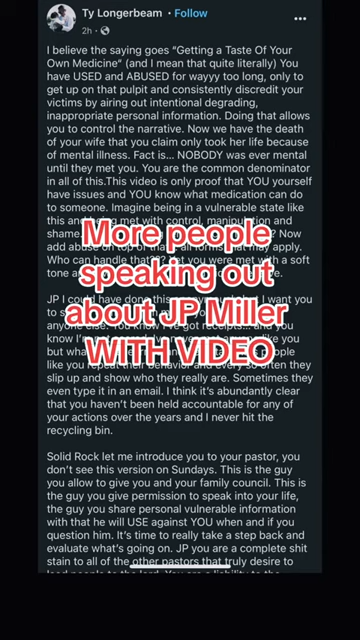 Ty Longerbeam · Follow
2h ·
I believe the saying goes "Getting a Taste Of Your
Own Medicine" (and I mean that quite literally) You
have USED and ABUSED for wayyy too long, only to
get up on that pulpit and consistently discredit your
victims by airing out intentional degrading,
inappropriate personal information. Doing that allows
you to control the narrative. Now we have the death
of your wife that you claim only took her life because
of mental illness. Fact is... NOBODY was ever mental
until they met you. You are the common denominator
in all of this.This video is only proof that YOU yourself
have issues and YOU know what medication can do
to someone. Imagine being in a vulnerable state like
this and being met with control, manipulation and
shame.
Now add abuse on top of that. All forms that may apply.
Who can handle that??? Yet you were met with a soft
tone
More people
speaking out
about JP Miller
WITH VIDEO
JP I could have done this I want you
to
anyone else. You know I've got receipts... and you
know I'm you
but what people
like you repeat their behavior and every so often they
slip up and show who they really are. Sometimes they
even type it in an email. I think it's abundantly clear
that you haven't been held accountable for any of
your actions over the years and I never hit the
recycling bin.
Solid Rock let me introduce you to your pastor, you
don't see this version on Sundays. This is the guy
you allow to give you and your family council. This is
the guy you give permission to speak into your life,
the guy you share personal vulnerable information
with that he will USE against YOU when and if you
question him. It's time to really take a step back and
evaluate what's going on. JP you are a complete shit
stain to all of the other pastors that truly desire to
lead people to the lord. You are a liability to the